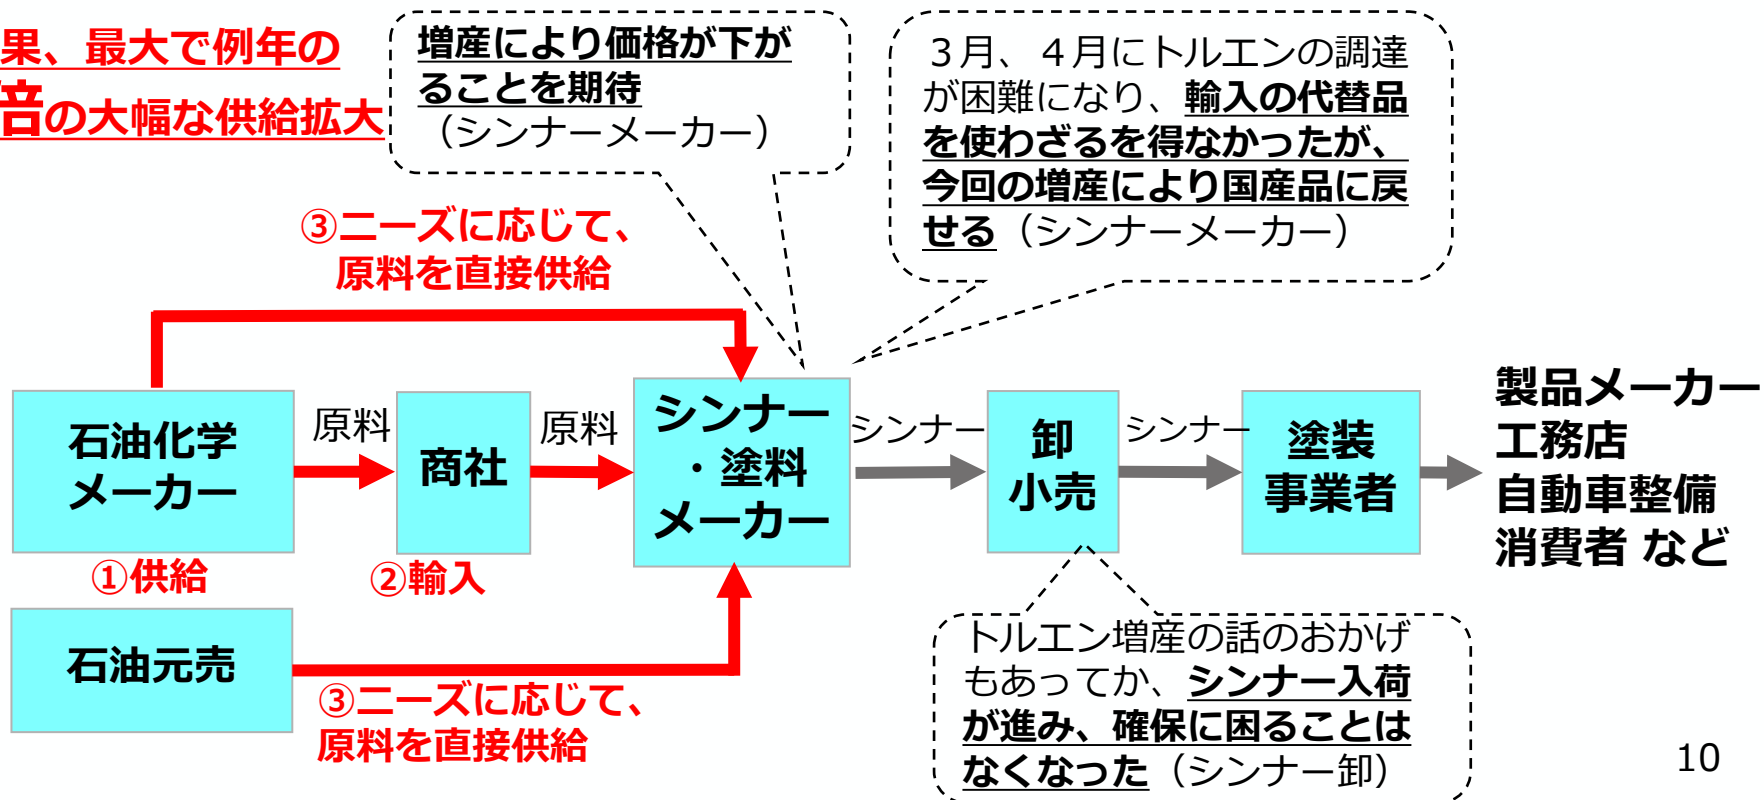 果、最大で例年の
倍の大幅な供給拡大
増産により価格が下が
ることを期待
（シンナーメーカー）
３月、４月にトルエンの調達
が困難になり、輸入の代替品
を使わざるを得なかったが、
今回の増産により国産品に戻
せる（シンナーメーカー）
③ニーズに応じて、
原料を直接供給
石油化学
メーカー
原料
商社
原料
シンナー
・塗料
メーカー
シンナー
卸
小売
シンナー
塗装
事業者
製品メーカー
工務店
自動車整備
消費者 など
①供給
②輸入
石油元売
③ニーズに応じて、
原料を直接供給
トルエン増産の話のおかげ
もあってか、シンナー入荷
が進み、確保に困ることは
なくなった（シンナー卸）
10